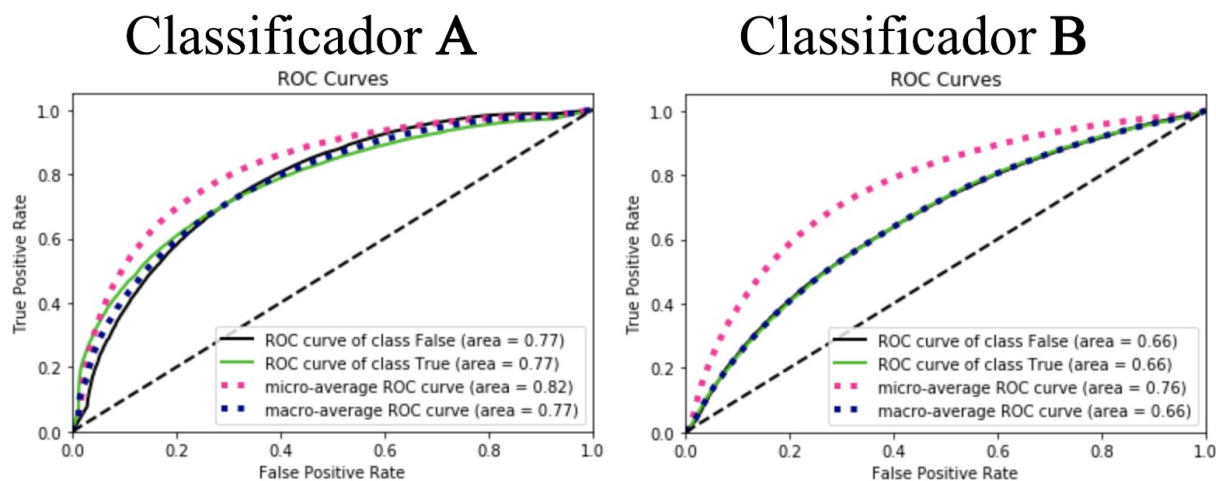 Classificador A
ROC Curves
True Positive Rate
1.0
0.8
0.6
0.4
0.2
0.0
ROC curve of class False (area = 0.77)
ROC curve of class True (area = 0.77)
micro-average ROC curve (area = 0.82)
macro-average ROC curve (area = 0.77)
0.0 0.2 0.4 0.6 0.8 1.0
False Positive Rate
Classificador B
ROC Curves
True Positive Rate
1.0
0.8
0.6
0.4
0.2
0.0
ROC curve of class False (area = 0.66)
ROC curve of class True (area = 0.66)
micro-average ROC curve (area = 0.76)
macro-average ROC curve (area = 0.66)
0.0 0.2 0.4 0.6 0.8 1.0
False Positive Rate